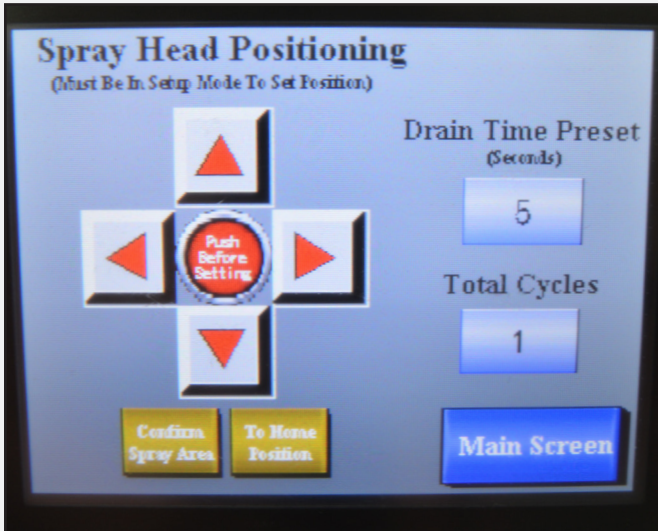 Spray Head Positioning
(Must Be In Setup Mode To Set Position)
Drain Time Preset
(Seconds)
5
Push
Before
Setting
Total Cycles
1
Confirm
Spray Area
To Home
Position
Main Screen